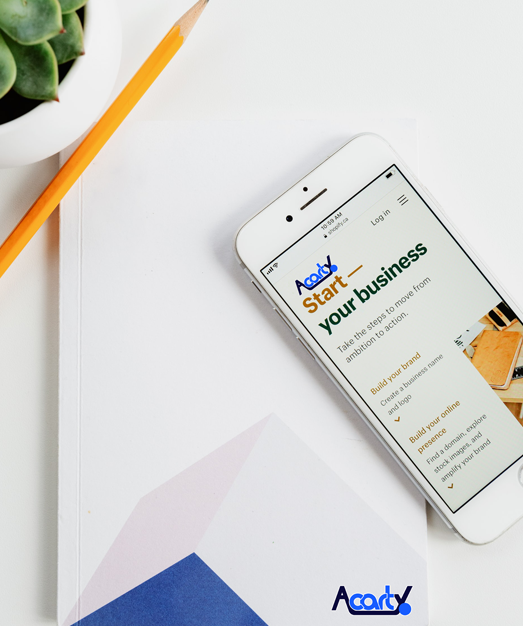 10:59 AM
shopify.ca
Log in
Acarty
Start —
your business
Take the steps to move from
ambition to action.
Build your brand
Create a business name
and logo
Build your online
presence
Find a domain, explore
stock images, and
amplify your brand
Acarty